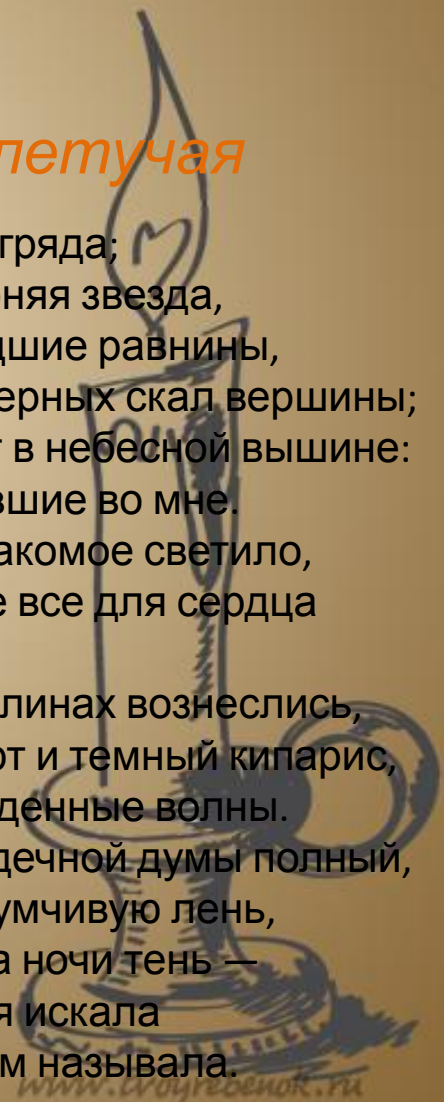 летучая
гряда;
няя звезда,
дшие равнины,
ерных скал вершины;
в небесной вышине:
вшие во мне.
акомое светило,
е все для сердца
линах вознеслись,
рт и темный кипарис,
денные волны.
дечной думы полный,
умчивую лень,
а ночи тень —
я искала
м называла.
www.tvoyrebenok.ru